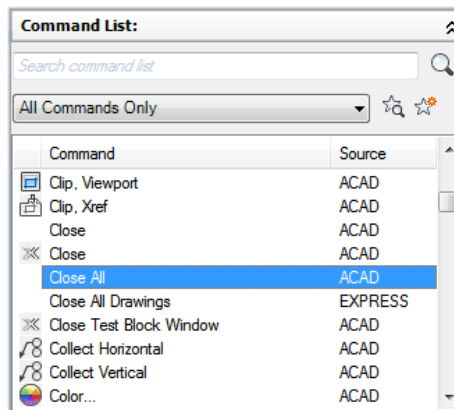 Command List:
Search command list
All Commands Only
Command Source
Clip, Viewport ACAD
Clip, Xref ACAD
Close ACAD
Close ACAD
Close All ACAD
Close All Drawings EXPRESS
Close Test Block Window ACAD
Collect Horizontal ACAD
Collect Vertical ACAD
Color... ACAD